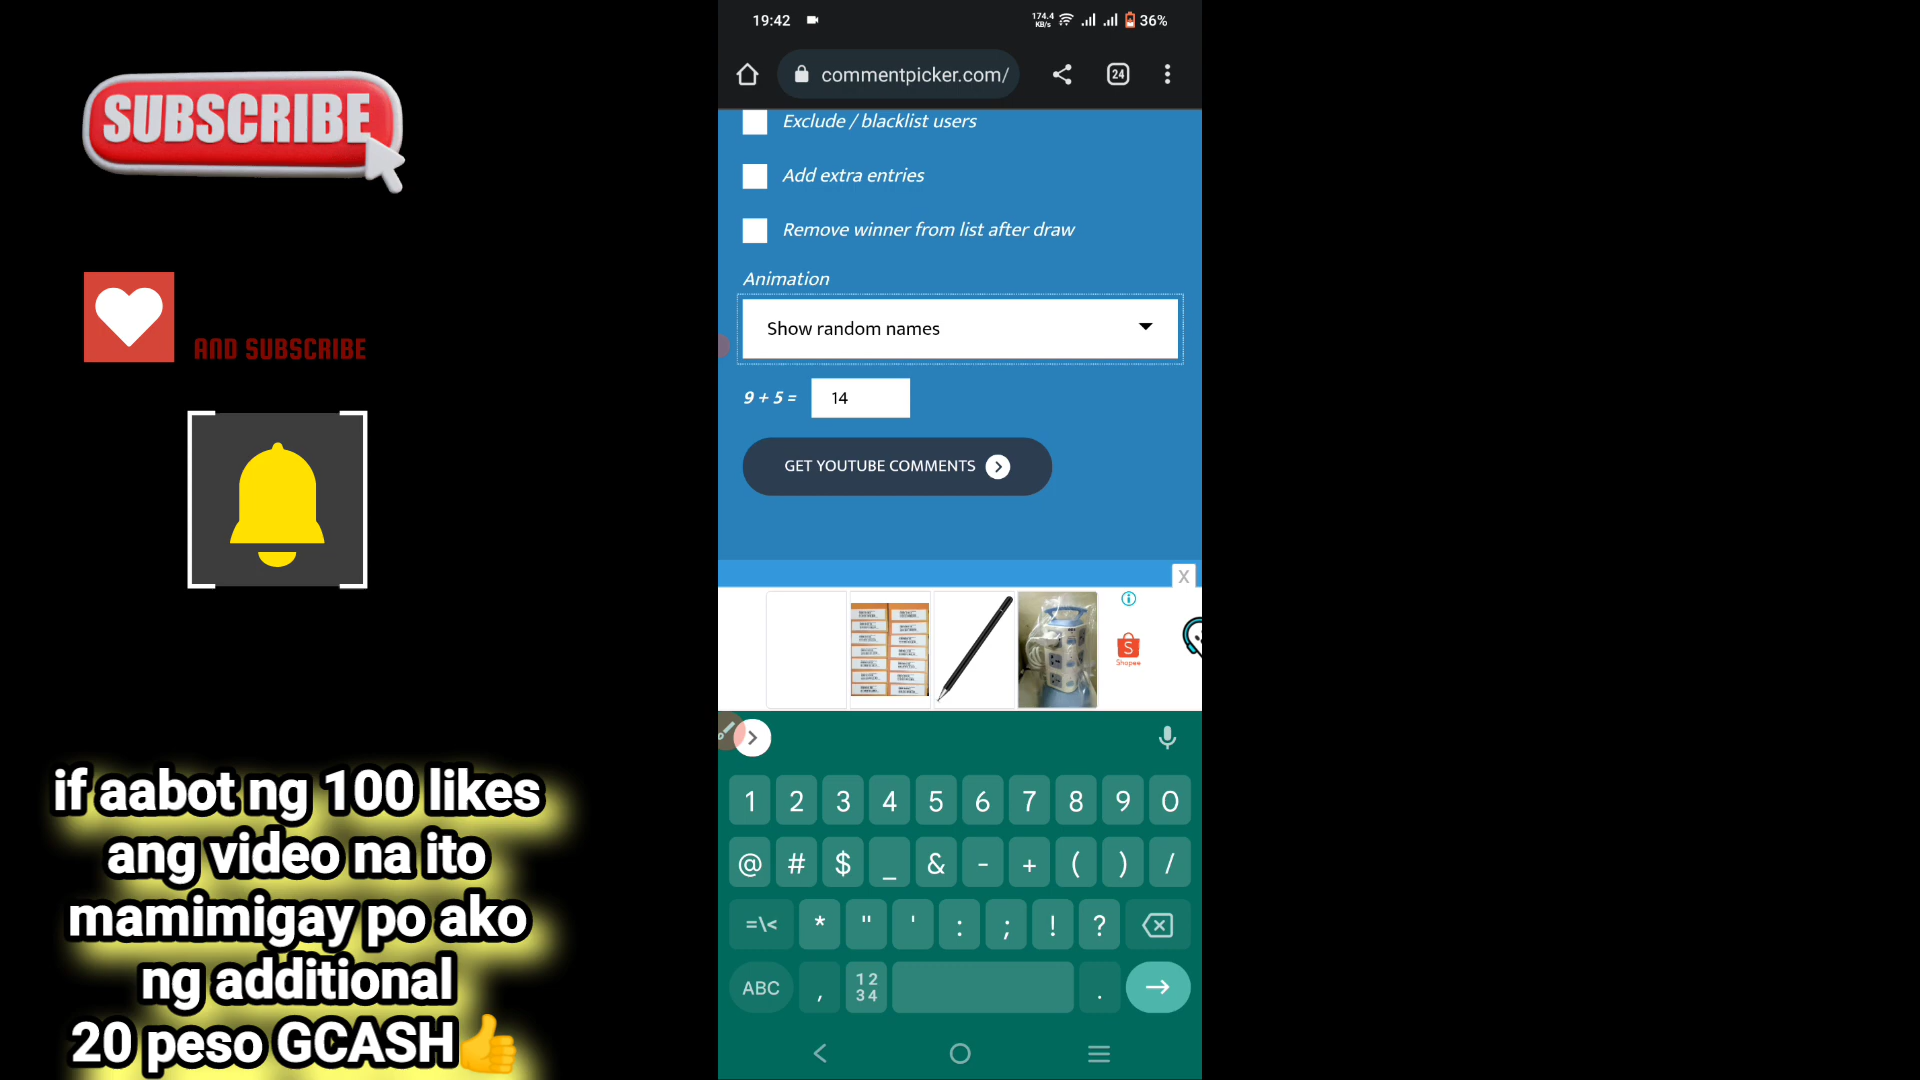 SUBSCRIBE
AND SUBSCRIBE
if aabot ng 100 likes
ang video na ito
mamimigay po ako
ng additional
20 peso GCASH👍
19:42
174.4
KB/s
36%
commentpicker.com/
24
Exclude / blacklist users
Add extra entries
Remove winner from list after draw
Animation
Show random names
9 + 5 =
14
GET YOUTUBE COMMENTS
X
Shopee
1 2 3 4 5 6 7 8 9 0
@ # $ _ & - + ( ) /
=\< * " ' : ; ! ?
ABC , 12 34 .